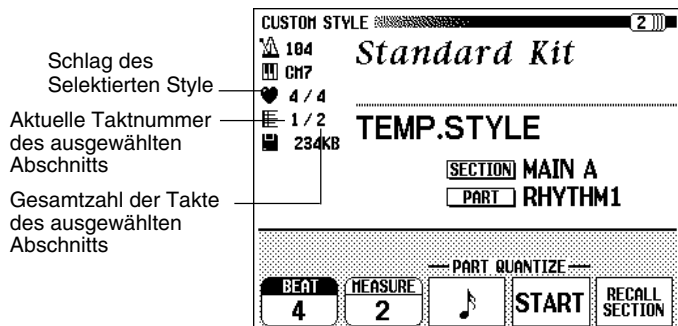 CUSTOM STYLE
2
104
Standard Kit
CM7
4 / 4
1 / 2
TEMP.STYLE
234KB
SECTION MAIN A
PART RHYTHM1
PART QUANTIZE
BEAT
4
MEASURE
2
START
RECALL
SECTION
Schlag des
Selektierten Style
Aktuelle Taktnummer
des ausgewählten
Abschnitts
Gesamtzahl der Takte
des ausgewählten
Abschnitts